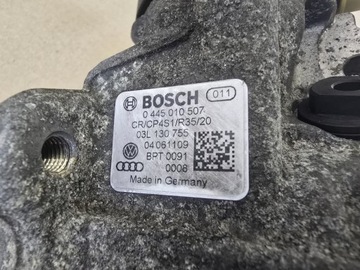 BOSCH 011
0 445 010 507
CR/CP4S1/R35/20
03L 130 755
04061109
BPT 0091
0008
Made in Germany